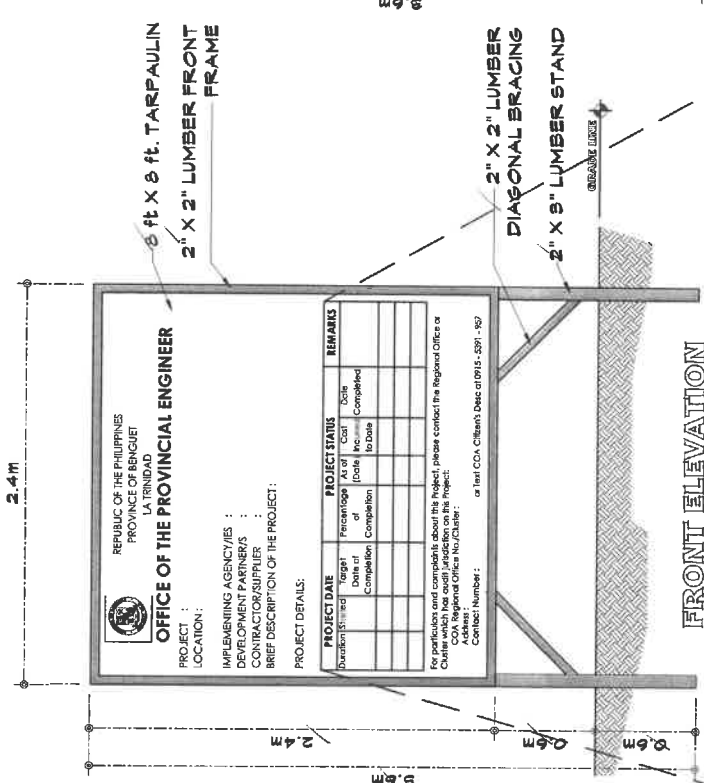 2.4m
REPUBLIC OF THE PHILIPPINES
PROVINCE OF BENGUET
LA TRINIDAD
OFFICE OF THE PROVINCIAL ENGINEER
PROJECT :
LOCATION :
IMPLEMENTING AGENCY/IES :
DEVELOPMENT PARTNER/S :
CONTRACTOR/SUPPLIER :
BRIEF DESCRIPTION OF THE PROJECT :
PROJECT DETAILS:
PROJECT DATE PROJECT STATUS REMARKS
Duration Started Target Date of Completion Percentage of Completion As of (Date) Cost to Date Date Completed
For particulars and complaints about this Project, please contact the Regional Office or
Cluster which has audit jurisdiction on this Project:
COA Regional Office No./Cluster :
Address :
Contact Number : or Text COA Citizen's Desc at 0915 - 5391 - 957
8 ft X 8 ft. TARPAULIN
2" X 2" LUMBER FRONT
FRAME
2" X 2" LUMBER
DIAGONAL BRACING
2" X 3" LUMBER STAND
GRADE LINE
2.4m
0.6m
0.6m
FRONT ELEVATION